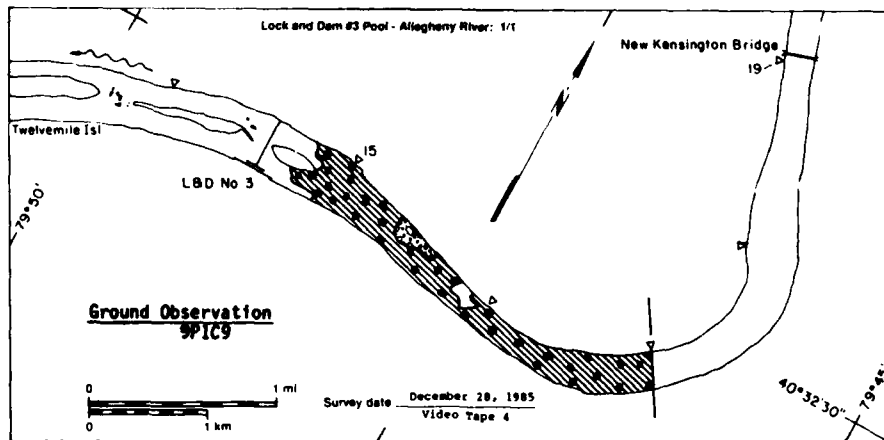 Lock and Dam #3 Pool - Allegheny River: 1/1
New Kensington Bridge
19
Twelvemile Isl
15
L&D No 3
79°50'
Ground Observation
9PIC9
0 1 mi
0 1 km
Survey date December 28, 1985
Video Tape 4
40°32'30"
79°45'